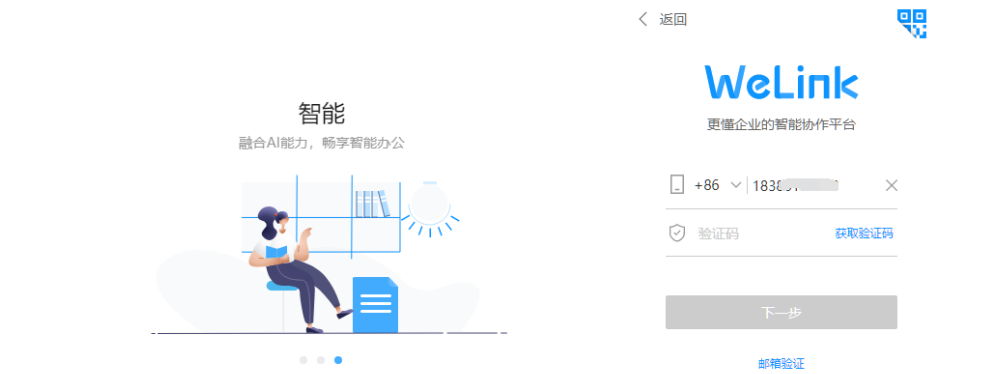 智能
融合AI能力，畅享智能办公
返回
WeLink
更懂企业的智能协作平台
+86
验证码
获取验证码
下一步
邮箱验证